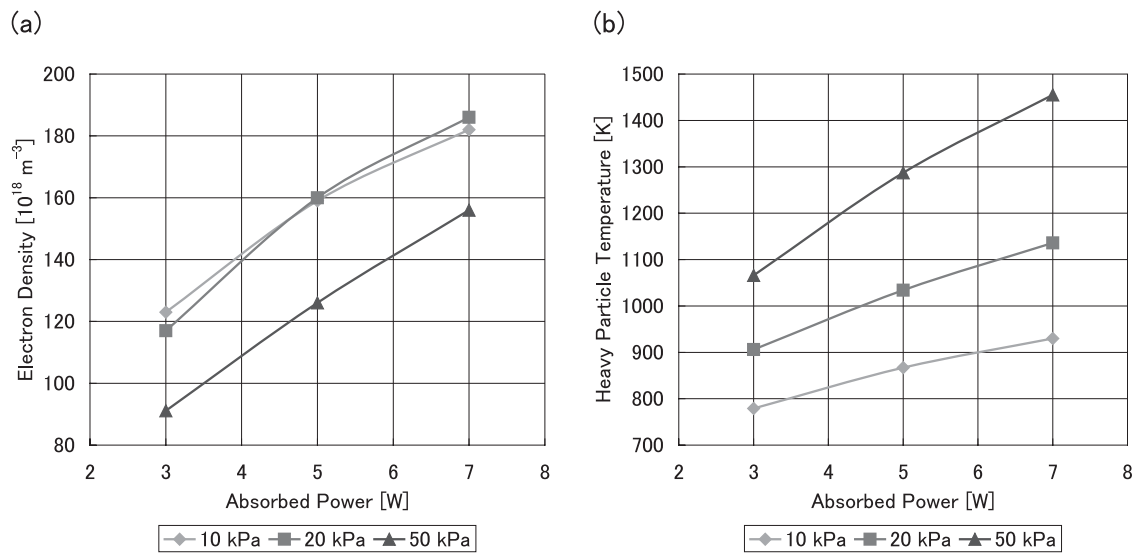 (a)
200
180
160
140
120
100
80
Electron Density [10^18 m^-3]
2 3 4 5 6 7 8
Absorbed Power [W]
10 kPa 20 kPa 50 kPa
(b)
1500
1400
1300
1200
1100
1000
900
800
700
Heavy Particle Temperature [K]
2 3 4 5 6 7 8
Absorbed Power [W]
10 kPa 20 kPa 50 kPa